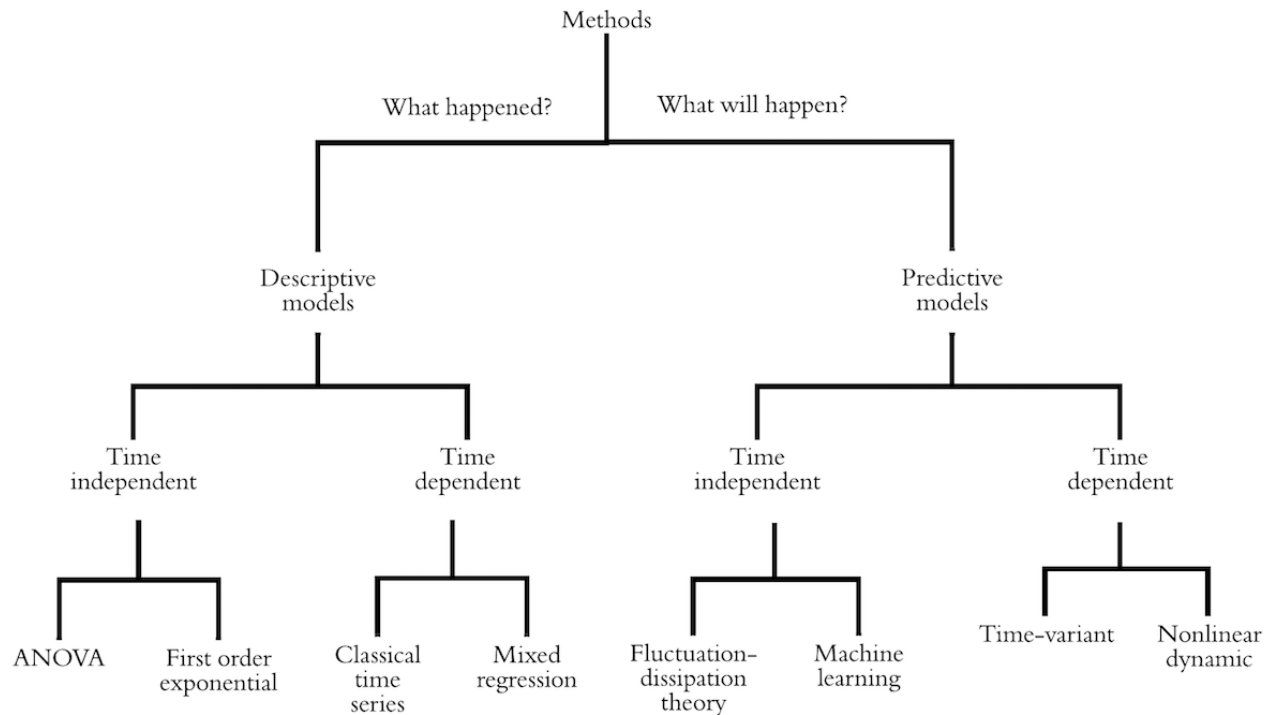 Methods
What happened?
What will happen?
Descriptive
models
Predictive
models
Time
independent
Time
dependent
Time
independent
Time
dependent
ANOVA
First order
exponential
Classical
time
series
Mixed
regression
Fluctuation-
dissipation
theory
Machine
learning
Time-variant
Nonlinear
dynamic